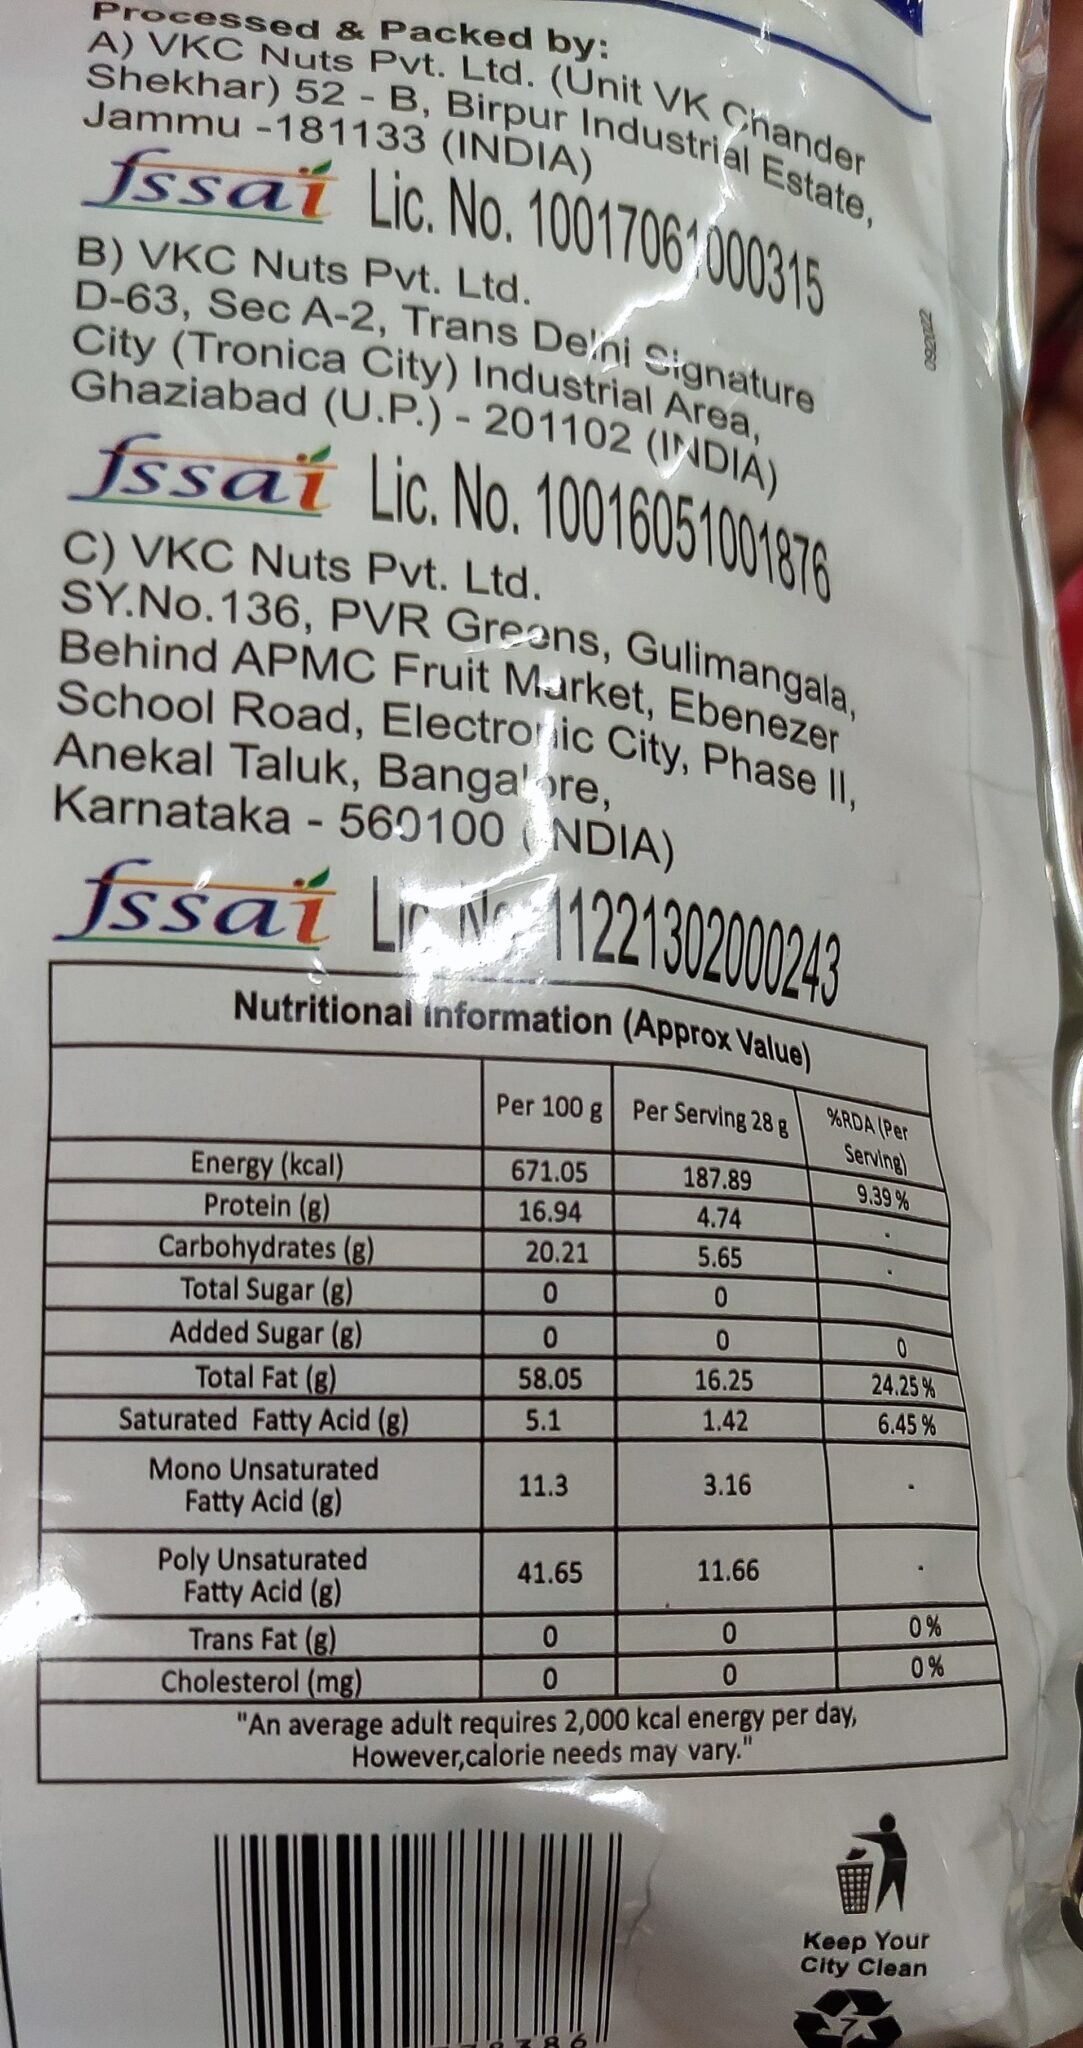 Processed & Packed by:
A) VKC Nuts Pvt. Ltd. (Unit VK Chander
Shekhar) 52 - B, Birpur Industrial Estate,
Jammu -181133 (INDIA)
fssai Lic. No. 10017061000315
B) VKC Nuts Pvt. Ltd.
D-63, Sec A-2, Trans Delhi Signature
City (Tronica City) Industrial Area,
Ghaziabad (U.P.) - 201102 (INDIA)
092022
fssai Lic. No. 10016051001876
C) VKC Nuts Pvt. Ltd.
SY.No.136, PVR Greens, Gulimangala,
Behind APMC Fruit Market, Ebenezer
School Road, Electronic City, Phase II,
Anekal Taluk, Bangalore,
Karnataka - 560100 (INDIA)
fssai Lic. No. 11221302000243
Nutritional Information (Approx Value)
Per 100 g Per Serving 28 g %RDA (Per Serving)
Energy (kcal) 671.05 187.89 9.39 %
Protein (g) 16.94 4.74 -
Carbohydrates (g) 20.21 5.65 -
Total Sugar (g) 0 0
Added Sugar (g) 0 0 0
Total Fat (g) 58.05 16.25 24.25 %
Saturated Fatty Acid (g) 5.1 1.42 6.45 %
Mono Unsaturated
Fatty Acid (g) 11.3 3.16 -
Poly Unsaturated
Fatty Acid (g) 41.65 11.66 -
Trans Fat (g) 0 0 0 %
Cholesterol (mg) 0 0 0 %
"An average adult requires 2,000 kcal energy per day,
However,calorie needs may vary."
Keep Your
City Clean
7